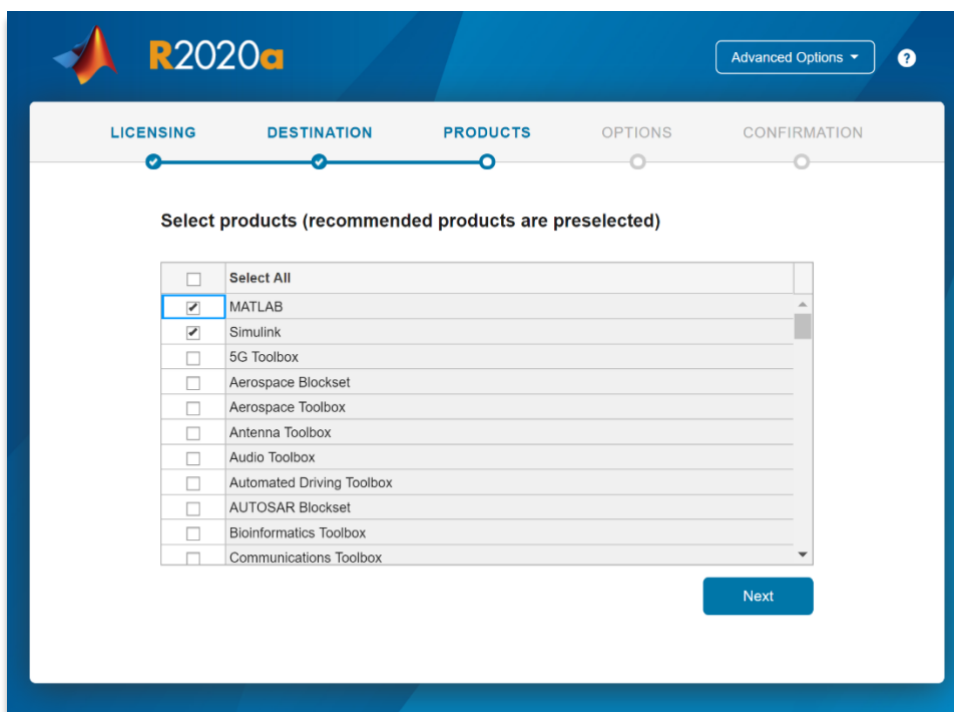 R2020a
Advanced Options
?
LICENSING DESTINATION PRODUCTS OPTIONS CONFIRMATION
Select products (recommended products are preselected)
Select All
MATLAB
Simulink
5G Toolbox
Aerospace Blockset
Aerospace Toolbox
Antenna Toolbox
Audio Toolbox
Automated Driving Toolbox
AUTOSAR Blockset
Bioinformatics Toolbox
Communications Toolbox
Next